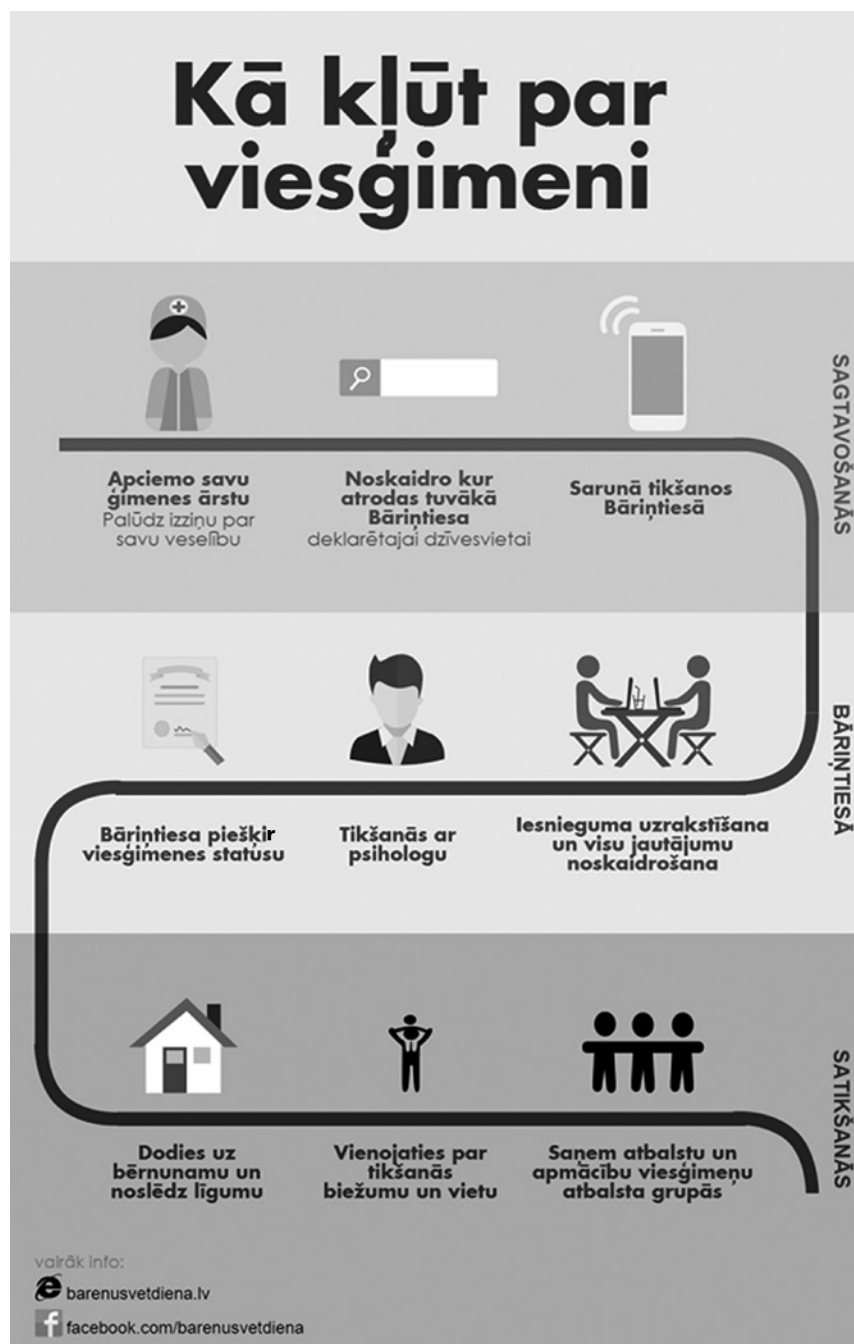 Kā kļūt par
viesģimeni
SAGTAVOŠANĀS
Apciemo savu
ģimenes ārstu
Palūdz izziņu par
savu veselību
Noskaidro kur
atrodas tuvākā
Bāriņtiesa
deklarētajai dzīvesvietai
Sarunā tikšanos
Bāriņtiesā
BĀRIŅTIESĀ
Iesnieguma uzrakstīšana
un visu jautājumu
noskaidrošana
Tikšanās ar
psihologu
Bāriņtiesa piešķir
viesģimenes statusu
SATIKŠANĀS
Dodies uz
bērnunamu un
noslēdz līgumu
Vienojaties par
tikšanās
biežumu un vietu
Saņem atbalstu un
apmācību viesģimeņu
atbalsta grupās
vairāk info:
barenusvetdiena.lv
facebook.com/barenusvetdiena